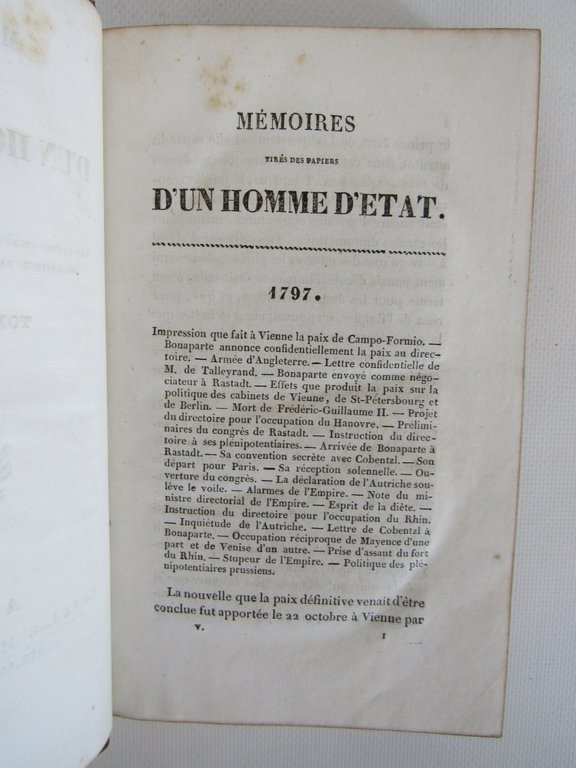 MÉMOIRES
TIRÉS DES PAPIERS
D'UN HOMME D'ETAT.
1797.
Impression que fait à Vienne la paix de Campo-Formio. —
Bonaparte annonce confidentiellement la paix au direc-
toire. — Armée d'Angleterre. — Lettre confidentielle de
M. de Talleyrand. — Bonaparte envoyé comme négo-
ciateur à Rastadt. — Effets que produit la paix sur la
politique des cabinets de Vienne, de St-Pétersbourg et
de Berlin. — Mort de Frédéric-Guillaume II. — Projet
du directoire pour l'occupation du Hanovre. — Prélimi-
naires du congrès de Rastadt. — Instruction du direc-
toire à ses plénipotentiaires. — Arrivée de Bonaparte à
Rastadt. — Sa convention secrète avec Cobentzl. — Son
départ pour Paris. — Sa réception solennelle. — Ou-
verture du congrès. — La déclaration de l'Autriche sou-
lève le voile. — Alarmes de l'Empire. — Note du mi-
nistre directorial de l'Empire. — Esprit de la diète. —
Instruction du directoire pour l'occupation du Rhin.
— Inquiétude de l'Autriche. — Lettre de Cobentzl à
Bonaparte. — Occupation réciproque de Mayence d'une
part et de Venise d'un autre. — Prise d'assaut du fort
du Rhin. — Stupeur de l'Empire. — Politique des plé-
nipotentiaires prussiens.
La nouvelle que la paix définitive venait d'être
conclue fut apportée le 22 octobre à Vienne par
V. 1
D'UN HO
TOM